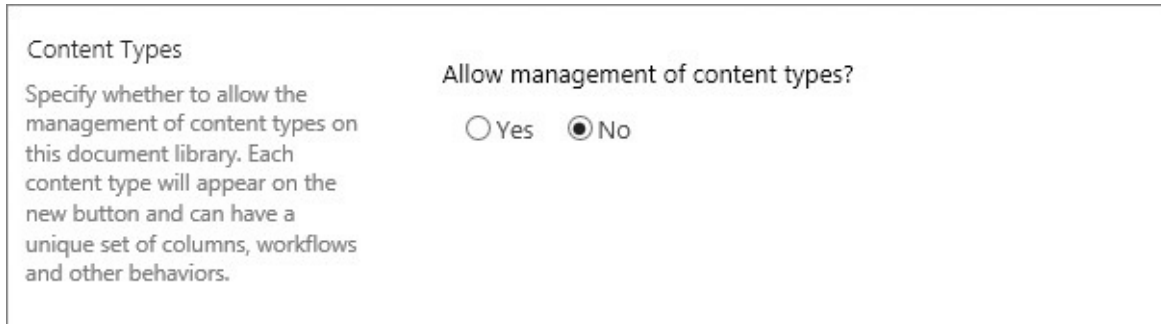 Content Types
Specify whether to allow the
management of content types on
this document library. Each
content type will appear on the
new button and can have a
unique set of columns, workflows
and other behaviors.
Allow management of content types?
Yes No